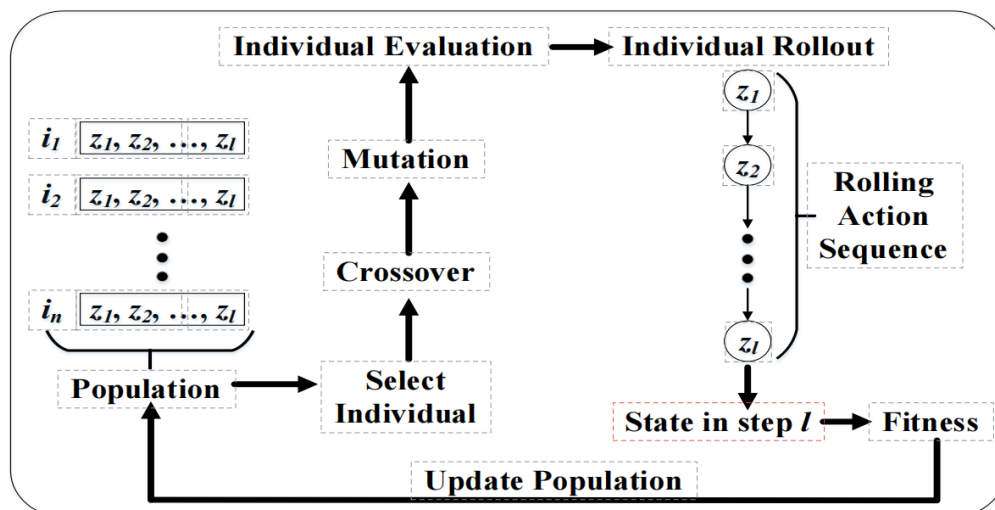 Individual Evaluation
Individual Rollout
i1 z1, z2, ..., zl
i2 z1, z2, ..., zl
in z1, z2, ..., zl
Population
Select
Individual
Crossover
Mutation
z1
z2
zl
Rolling
Action
Sequence
State in step l
Fitness
Update Population